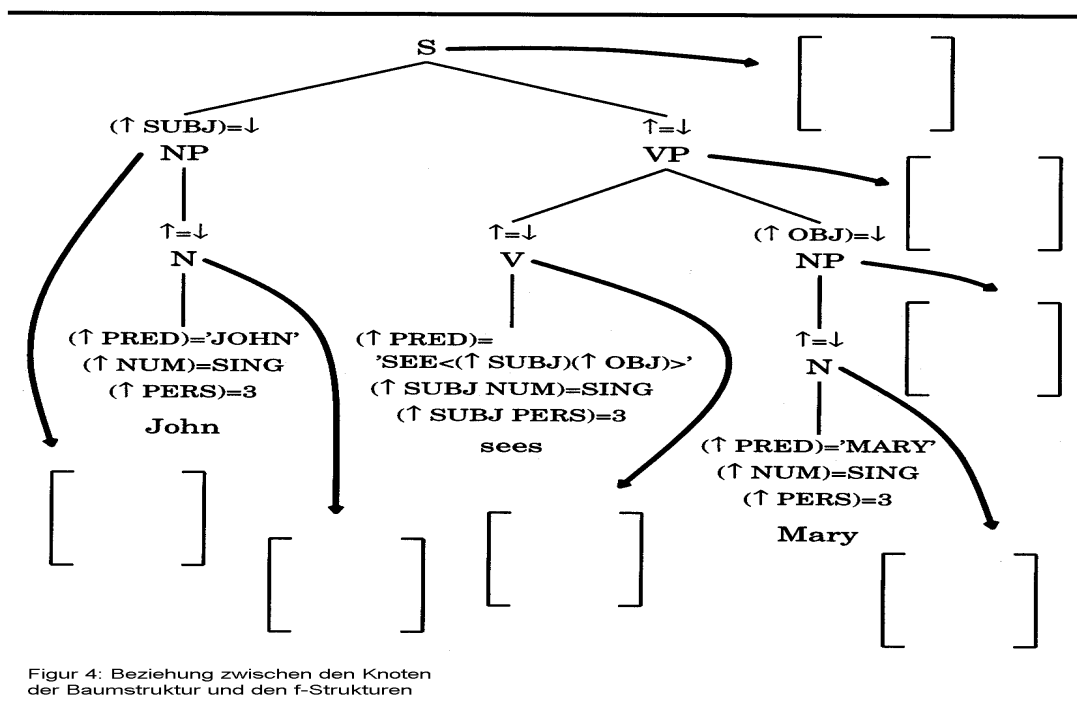 S
(↑ SUBJ)=↓
↑=↓
NP
VP
↑=↓
↑=↓
(↑ OBJ)=↓
N
V
NP
(↑ PRED)='JOHN'
(↑ NUM)=SING
(↑ PERS)=3
John
(↑ PRED)=
'SEE<(↑ SUBJ)(↑ OBJ)>'
(↑ SUBJ NUM)=SING
(↑ SUBJ PERS)=3
sees
↑=↓
N
(↑ PRED)='MARY'
(↑ NUM)=SING
(↑ PERS)=3
Mary
Figur 4: Beziehung zwischen den Knoten
der Baumstruktur und den f-Strukturen